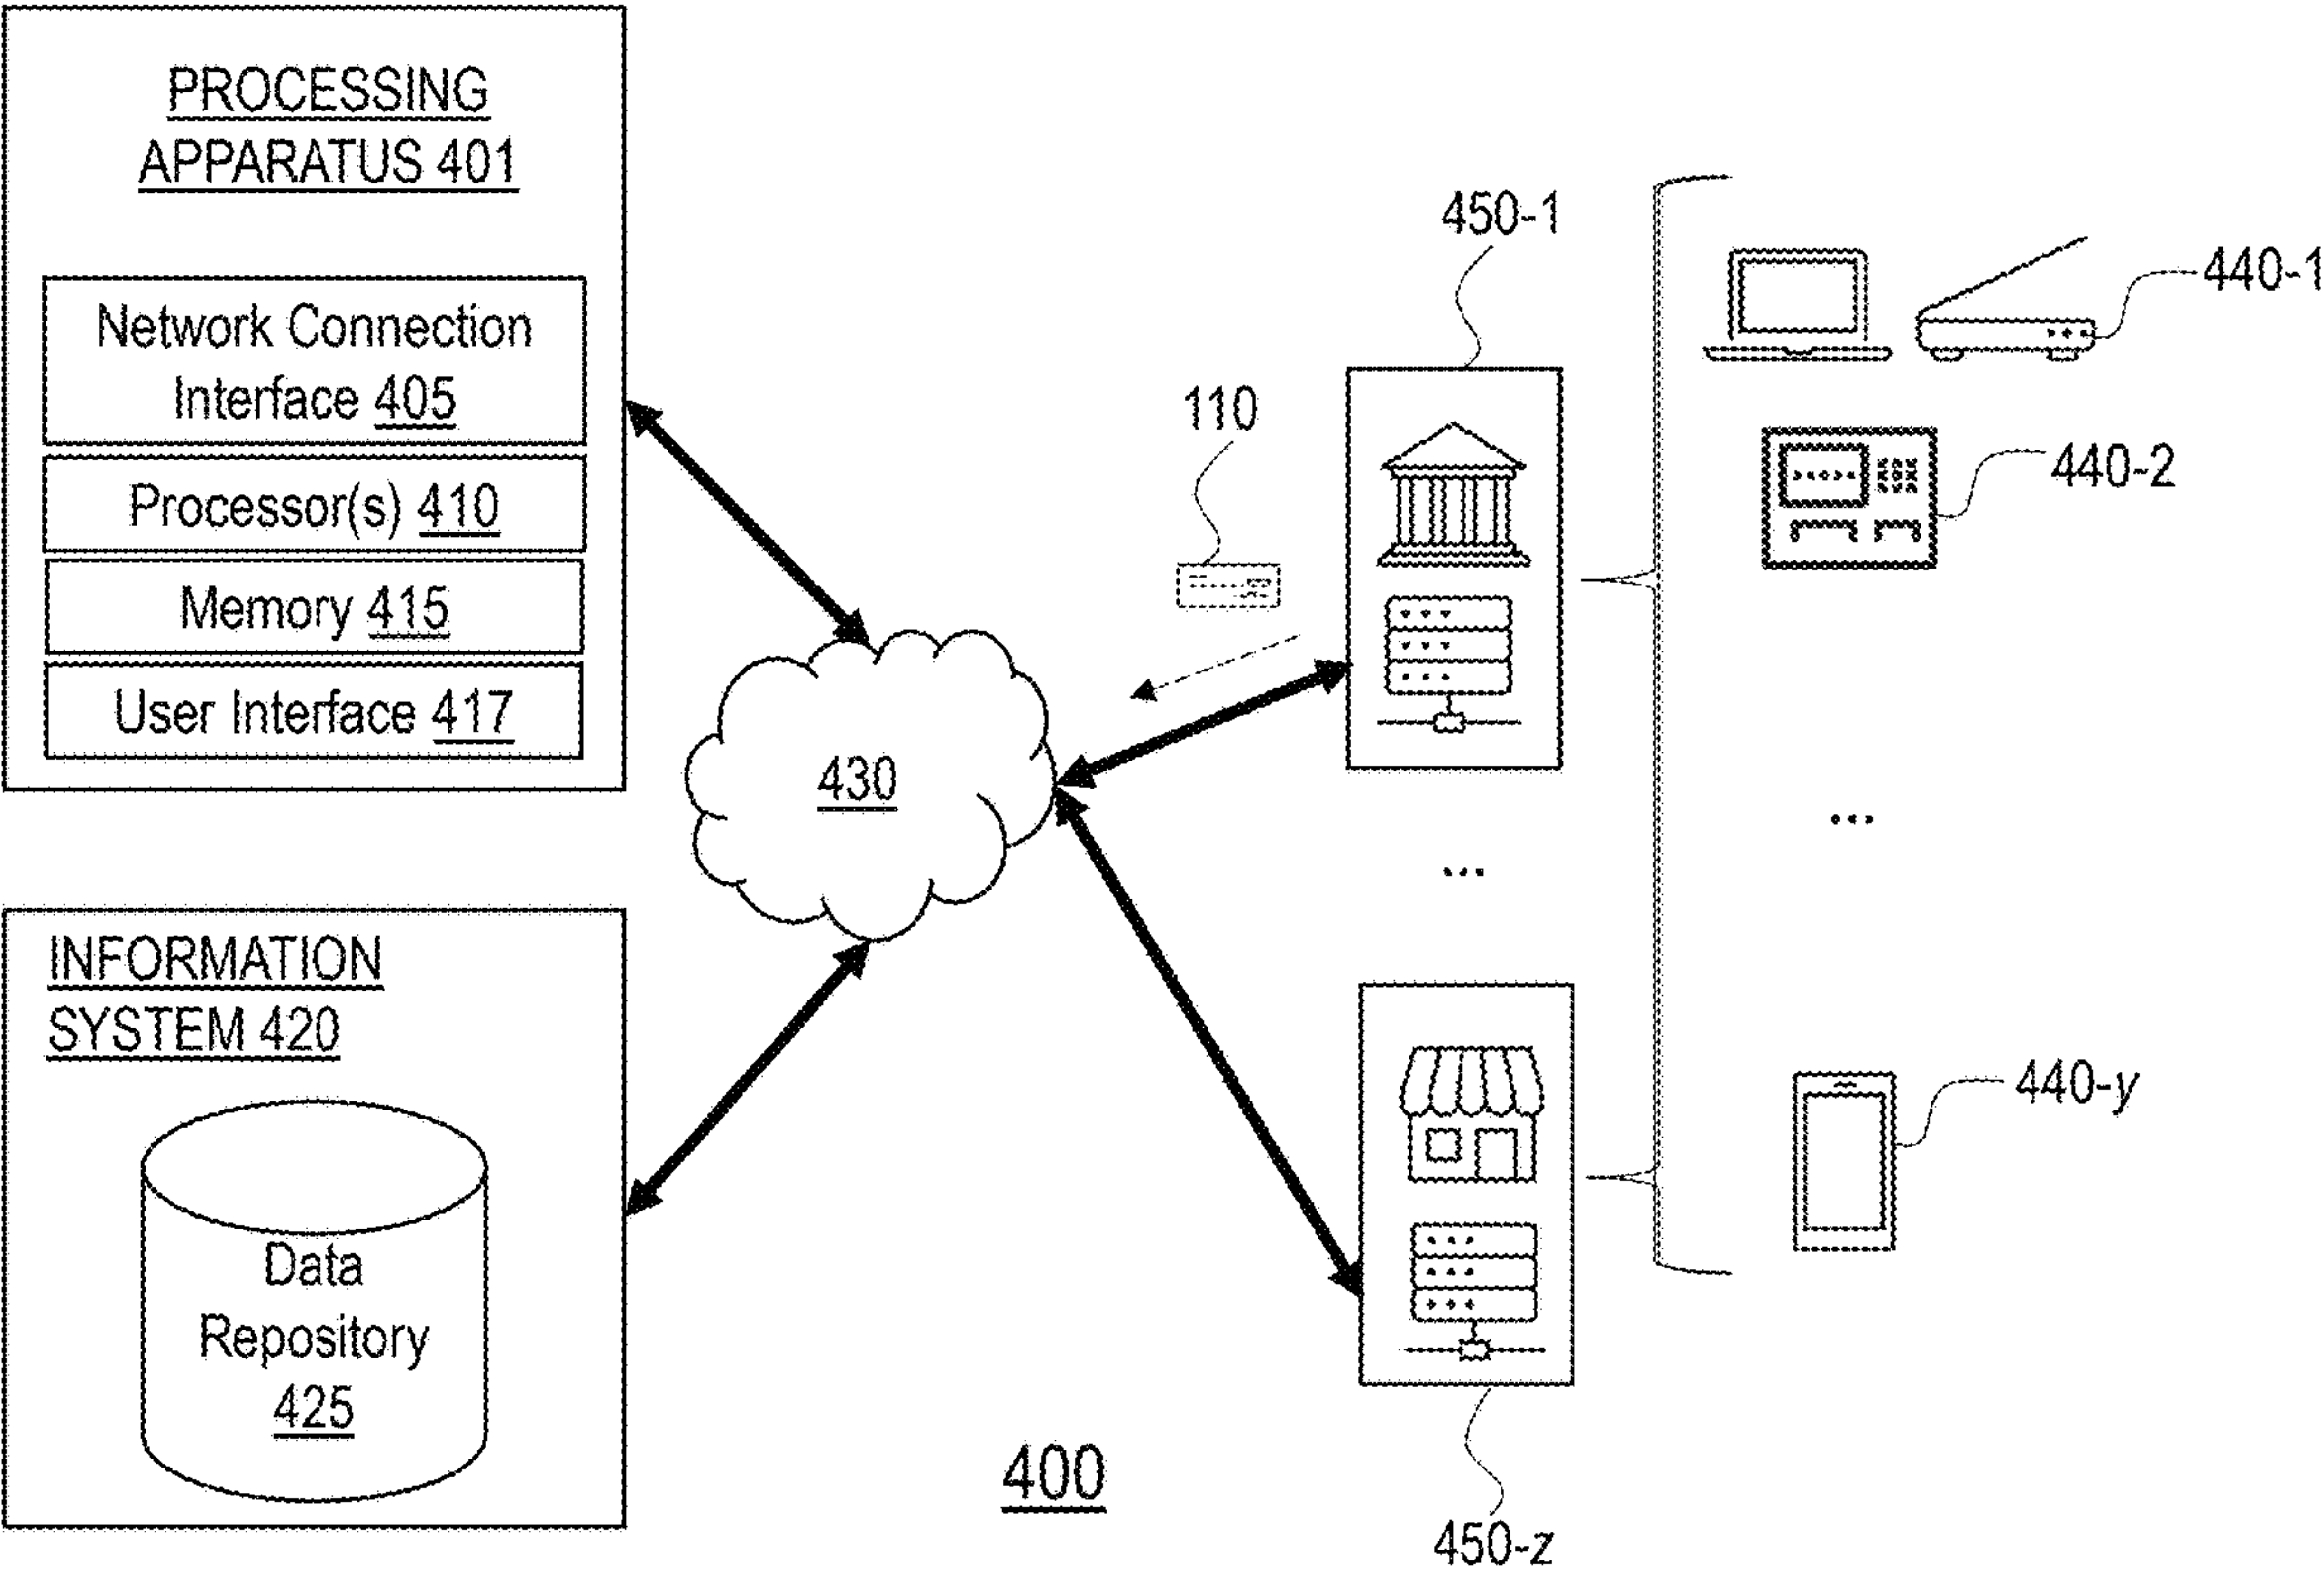 PROCESSING
APPARATUS 401
Network Connection
Interface 405
Processor(s) 410
Memory 415
User Interface 417
INFORMATION
SYSTEM 420
Data
Repository
425
430
110
450-1
...
450-z
440-1
440-2
...
440-y
400